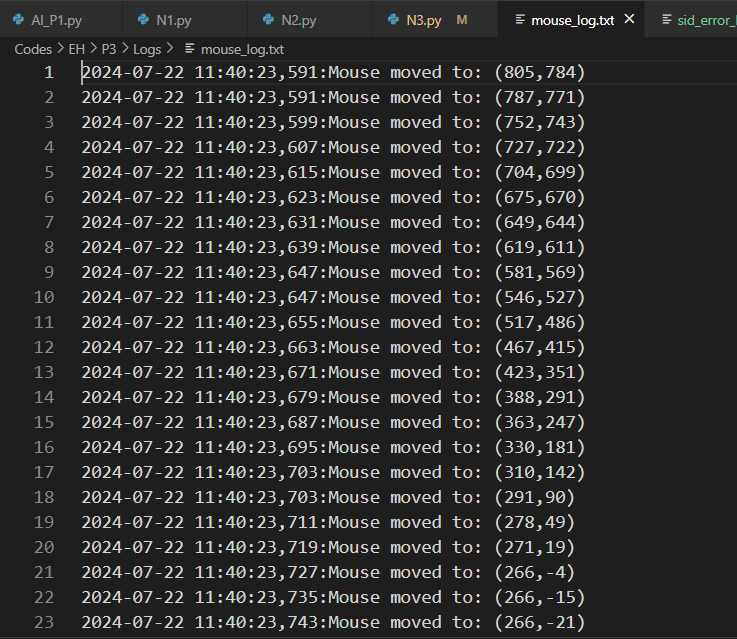 AI_P1.py N1.py N2.py N3.py M mouse_log.txt sid_error_
Codes > EH > P3 > Logs > mouse_log.txt
1 2024-07-22 11:40:23,591:Mouse moved to: (805,784)
2 2024-07-22 11:40:23,591:Mouse moved to: (787,771)
3 2024-07-22 11:40:23,599:Mouse moved to: (752,743)
4 2024-07-22 11:40:23,607:Mouse moved to: (727,722)
5 2024-07-22 11:40:23,615:Mouse moved to: (704,699)
6 2024-07-22 11:40:23,623:Mouse moved to: (675,670)
7 2024-07-22 11:40:23,631:Mouse moved to: (649,644)
8 2024-07-22 11:40:23,639:Mouse moved to: (619,611)
9 2024-07-22 11:40:23,647:Mouse moved to: (581,569)
10 2024-07-22 11:40:23,647:Mouse moved to: (546,527)
11 2024-07-22 11:40:23,655:Mouse moved to: (517,486)
12 2024-07-22 11:40:23,663:Mouse moved to: (467,415)
13 2024-07-22 11:40:23,671:Mouse moved to: (423,351)
14 2024-07-22 11:40:23,679:Mouse moved to: (388,291)
15 2024-07-22 11:40:23,687:Mouse moved to: (363,247)
16 2024-07-22 11:40:23,695:Mouse moved to: (330,181)
17 2024-07-22 11:40:23,703:Mouse moved to: (310,142)
18 2024-07-22 11:40:23,703:Mouse moved to: (291,90)
19 2024-07-22 11:40:23,711:Mouse moved to: (278,49)
20 2024-07-22 11:40:23,719:Mouse moved to: (271,19)
21 2024-07-22 11:40:23,727:Mouse moved to: (266,-4)
22 2024-07-22 11:40:23,735:Mouse moved to: (266,-15)
23 2024-07-22 11:40:23,743:Mouse moved to: (266,-21)